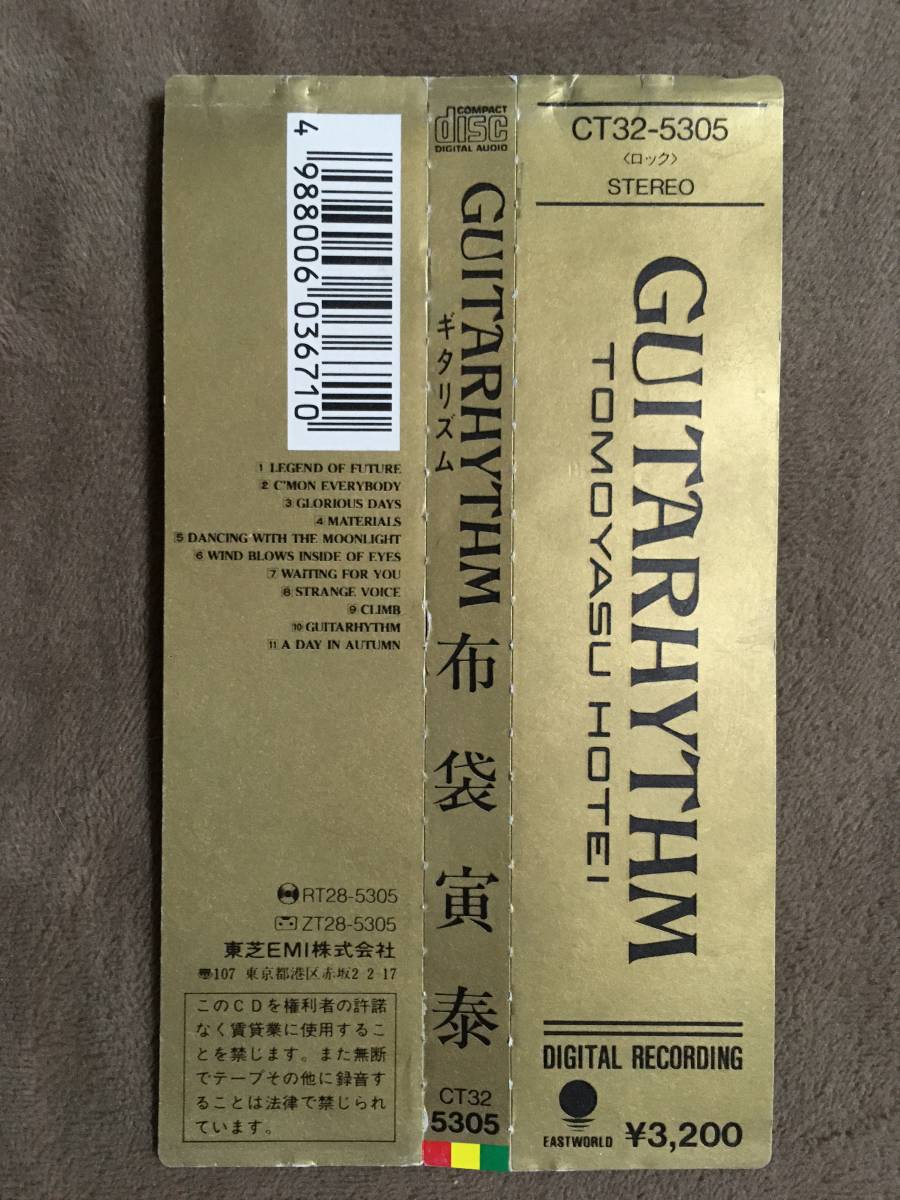 4 988006 036710
1 LEGEND OF FUTURE
2 C'MON EVERYBODY
3 GLORIOUS DAYS
4 MATERIALS
5 DANCING WITH THE MOONLIGHT
6 WIND BLOWS INSIDE OF EYES
7 WAITING FOR YOU
8 STRANGE VOICE
9 CLIMB
10 GUITARHYTHM
11 A DAY IN AUTUMN
RT28-5305
ZT28-5305
東芝EMI株式会社
〠107 東京都港区赤坂2-2-17
このCDを権利者の許諾
なく賃貸業に使用するこ
とを禁じます。また無断
でテープその他に録音す
ることは法律で禁じられ
ています。
COMPACT
disc
DIGITAL AUDIO
GUITARHYTHM
ギタリズム
布袋寅泰
CT32
5305
CT32-5305
〈ロック〉
STEREO
GUITARHYTHM
TOMOYASU HOTEI
DIGITAL RECORDING
EASTWORLD
¥3,200